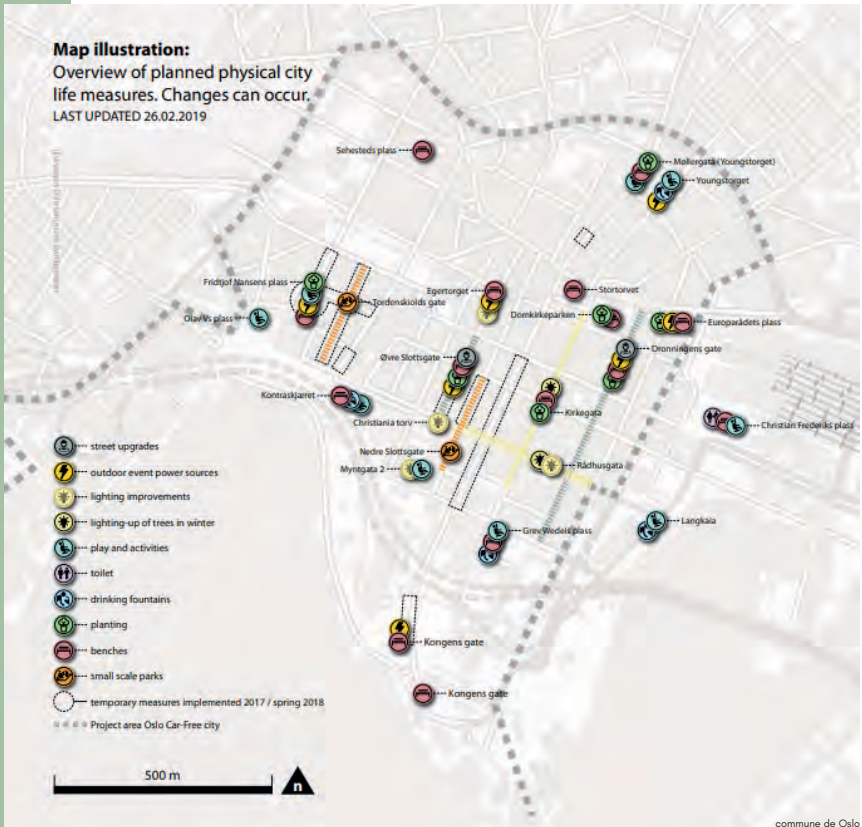 Map illustration:
Overview of planned physical city
life measures. Changes can occur.
LAST UPDATED 26.02.2019
Sehesteds plass
Møllergata (Youngstorget)
Youngstorget
Fridtjof Nansens plass
Egertorget
Stortorvet
Tordenskiolds gate
Olav Vs plass
Domkirkeparken
Europarådets plass
Øvre Slottsgate
Dronningens gate
Kontraskjæret
Kirkegata
Christiania torv
Christian Frederiks plass
Nedre Slottsgate
Myntgata 2
Rådhusgata
Grev Wedels plass
Langkaia
Kongens gate
Kongens gate
street upgrades
outdoor event power sources
lighting improvements
lighting-up of trees in winter
play and activities
toilet
drinking fountains
planting
benches
small scale parks
temporary measures implemented 2017 / spring 2018
Project area Oslo Car-Free city
500 m
n
commune de Oslo